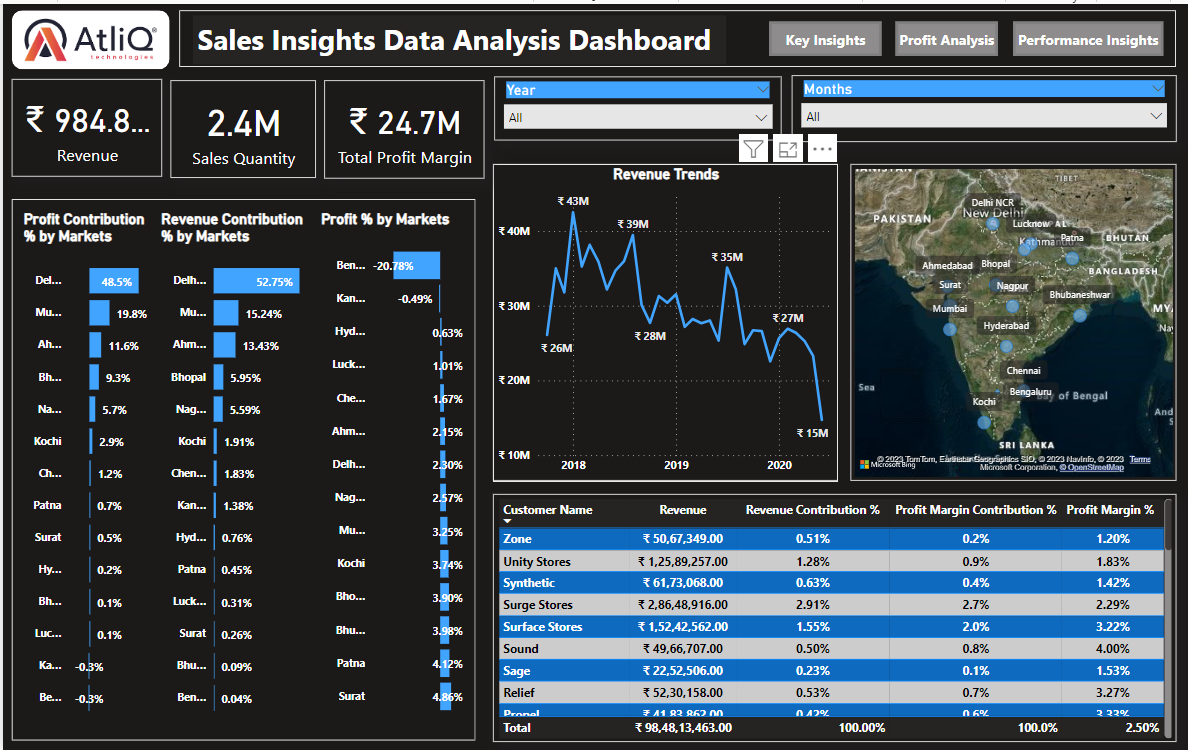 AtliQ
technologies
Sales Insights Data Analysis Dashboard
Key Insights
Profit Analysis
Performance Insights
₹ 984.8...
Revenue
2.4M
Sales Quantity
₹ 24.7M
Total Profit Margin
Year
All
Months
All
Profit Contribution
% by Markets
Del... 48.5%
Mu... 19.8%
Ah... 11.6%
Bh... 9.3%
Na... 5.7%
Kochi 2.9%
Ch... 1.2%
Patna 0.7%
Surat 0.5%
Hy... 0.2%
Bh... 0.1%
Luc... 0.1%
Ka... -0.3%
Be... -0.3%
Revenue Contribution
% by Markets
Delh... 52.75%
Mu... 15.24%
Ahm... 13.43%
Bhopal 5.95%
Nag... 5.59%
Kochi 1.91%
Chen... 1.83%
Kan... 1.38%
Hyd... 0.76%
Patna 0.45%
Luck... 0.31%
Surat 0.26%
Bhu... 0.09%
Ben... 0.04%
Profit % by Markets
Ben... -20.78%
Kan... -0.49%
Hyd... 0.63%
Luck... 1.01%
Che... 1.67%
Ahm... 2.15%
Delh... 2.30%
Nag... 2.57%
Mu... 3.25%
Kochi 3.74%
Bho... 3.90%
Bhu... 3.98%
Patna 4.12%
Surat 4.86%
Revenue Trends
₹ 43M
₹ 40M
₹ 39M
₹ 35M
₹ 30M
₹ 26M
₹ 28M
₹ 27M
₹ 20M
₹ 15M
₹ 10M
2018 2019 2020
TIBET
Delhi NCR
New Delhi
PAKISTAN
Lucknow
Patna
Kathmandu
BHUTAN
Ahmedabad
Bhopal
BANGLADESH
Surat
Nagpur
Bhubaneshwar
Mumbai
Hyderabad
Sea
Chennai
Bengaluru
Bay of Bengal
Kochi
SRI LANKA
© 2023 TomTom, Earthstar Geographics SIO, © 2023 NavInfo, © 2023 Terms
Microsoft Bing
Microsoft Corporation, © OpenStreetMap
Customer Name Revenue Revenue Contribution % Profit Margin Contribution % Profit Margin %
Zone ₹ 50,67,349.00 0.51% 0.2% 1.20%
Unity Stores ₹ 1,25,89,257.00 1.28% 0.9% 1.83%
Synthetic ₹ 61,73,068.00 0.63% 0.4% 1.42%
Surge Stores ₹ 2,86,48,916.00 2.91% 2.7% 2.29%
Surface Stores ₹ 1,52,42,562.00 1.55% 2.0% 3.22%
Sound ₹ 49,66,707.00 0.50% 0.8% 4.00%
Sage ₹ 22,52,506.00 0.23% 0.1% 1.53%
Relief ₹ 52,30,158.00 0.53% 0.7% 3.27%
Propel ₹ 41,83,862.00 0.42% 0.6% 3.33%
Total ₹ 98,48,13,463.00 100.00% 100.0% 2.50%